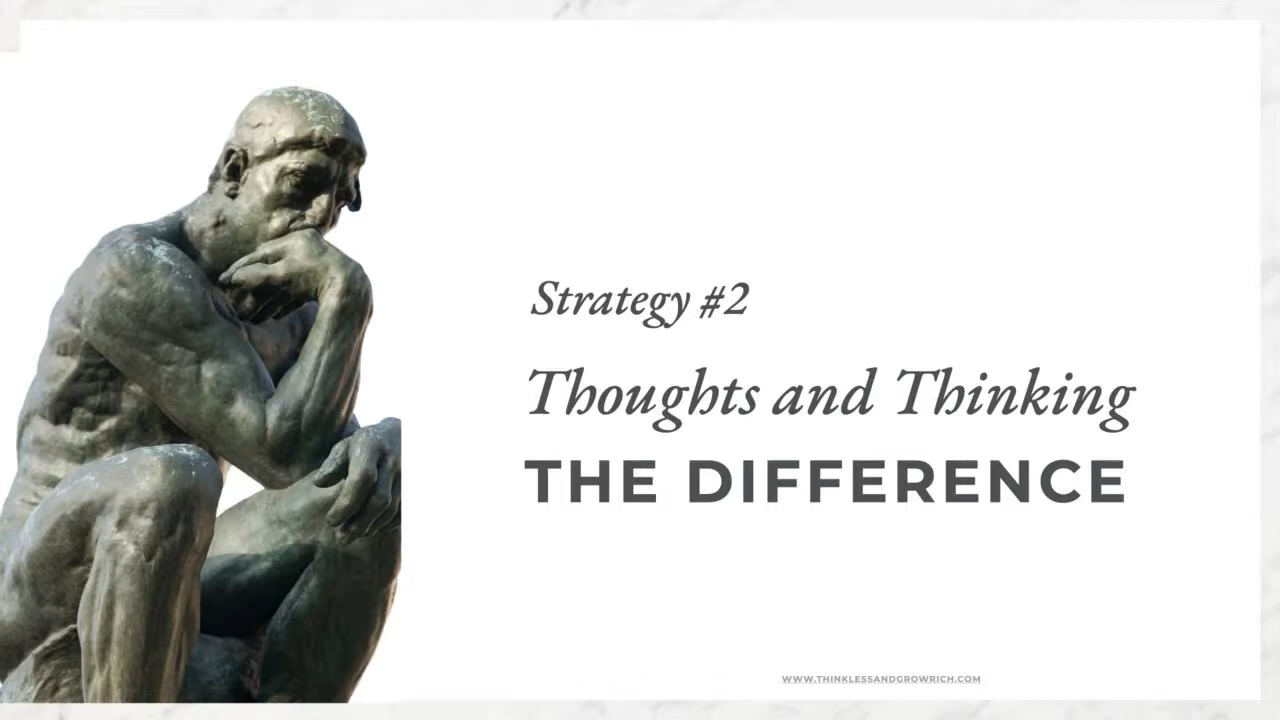 Strategy #2
Thoughts and Thinking
THE DIFFERENCE
WWW.THINKLESSANDGROWRICH.COM